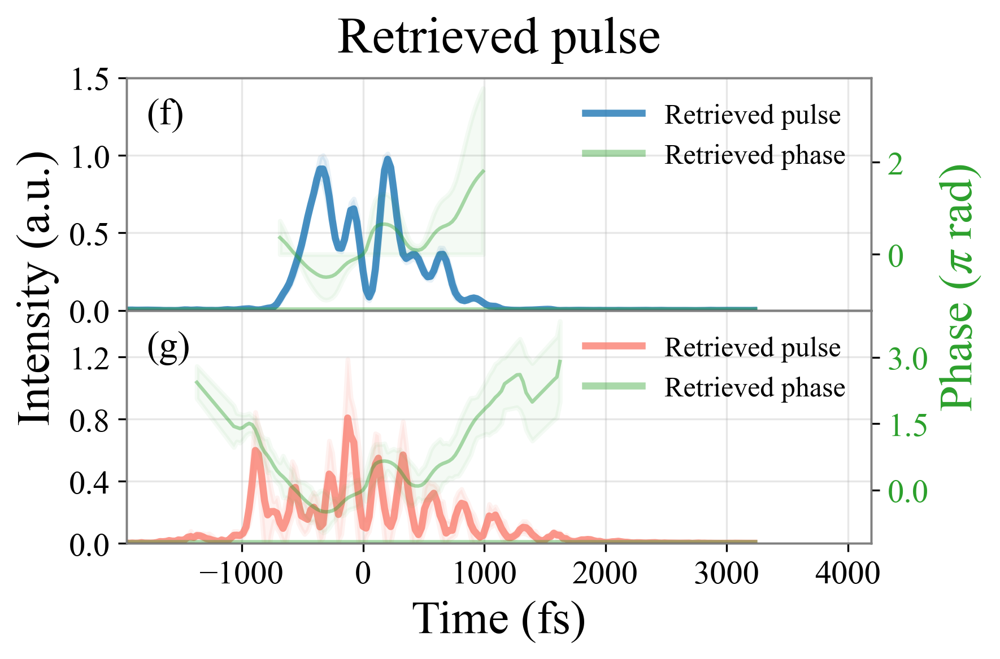 Retrieved pulse
(f)
Retrieved pulse
Retrieved phase
1.5
1.0
0.5
0.0
2
0
Intensity (a.u.)
Phase (π rad)
(g)
Retrieved pulse
Retrieved phase
1.2
0.8
0.4
0.0
3.0
1.5
0.0
−1000 0 1000 2000 3000 4000
Time (fs)